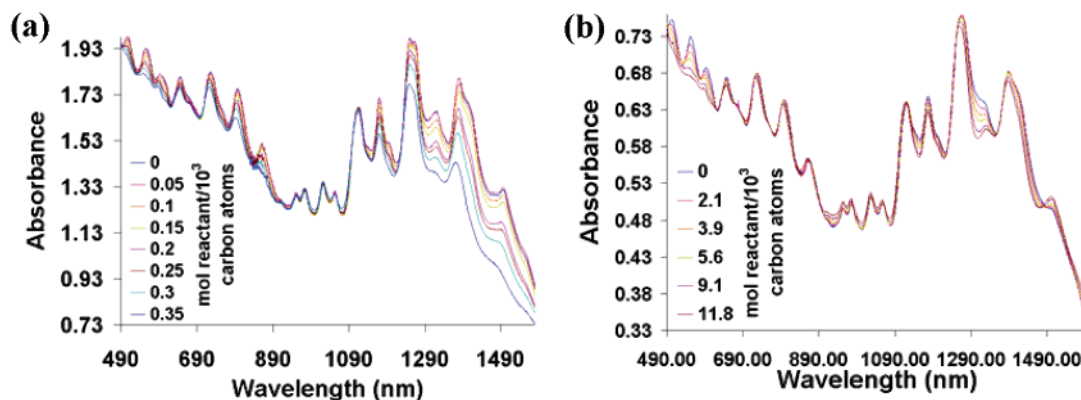 (a)
Absorbance
1.93
1.73
1.53
1.33
1.13
0.93
0.73
0
0.05
0.1
0.15
0.2
0.25
0.3
0.35
mol reactant/10³
carbon atoms
490 690 890 1090 1290 1490
Wavelength (nm)
(b)
Absorbance
0.73
0.68
0.63
0.58
0.53
0.48
0.43
0.38
0.33
0
2.1
3.9
5.6
9.1
11.8
mol reactant/10³
carbon atoms
490.00 690.00 890.00 1090.00 1290.00 1490.00
Wavelength (nm)